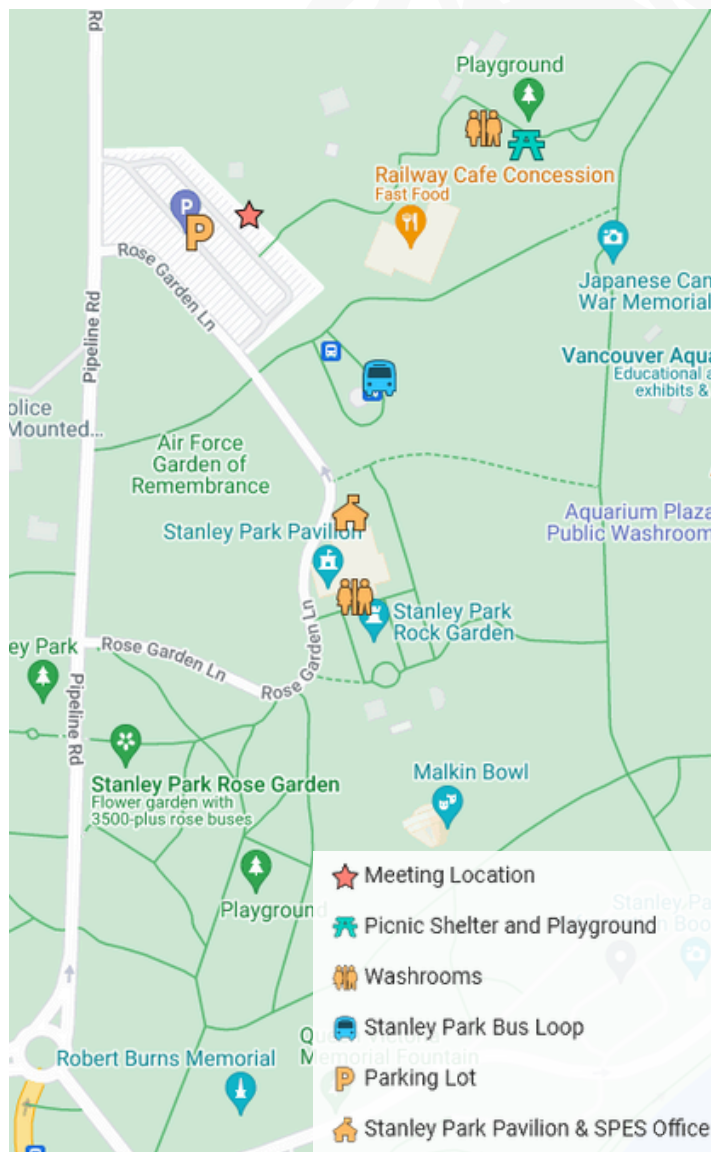 Rd
Playground
Railway Cafe Concession
Fast Food
P
P
Rose Garden Ln
Japanese Can
War Memorial
Pipeline Rd
Vancouver Aqua
Educational a
exhibits &
olice
Mounted...
Air Force
Garden of
Remembrance
Aquarium Plaza
Public Washroom
Stanley Park Pavilion
Stanley Park
Rock Garden
Rose Garden Ln
ey Park
Rose Garden Ln
Rose Garden
Pipeline Rd
Stanley Park Rose Garden
Flower garden with
3500-plus rose buses
Malkin Bowl
Playground
Meeting Location
Stanley Pa
Picnic Shelter and Playground
Washrooms
Stanley Park Bus Loop
Robert Burns Memorial
Memorial Fountain
P Parking Lot
Stanley Park Pavilion & SPES Office